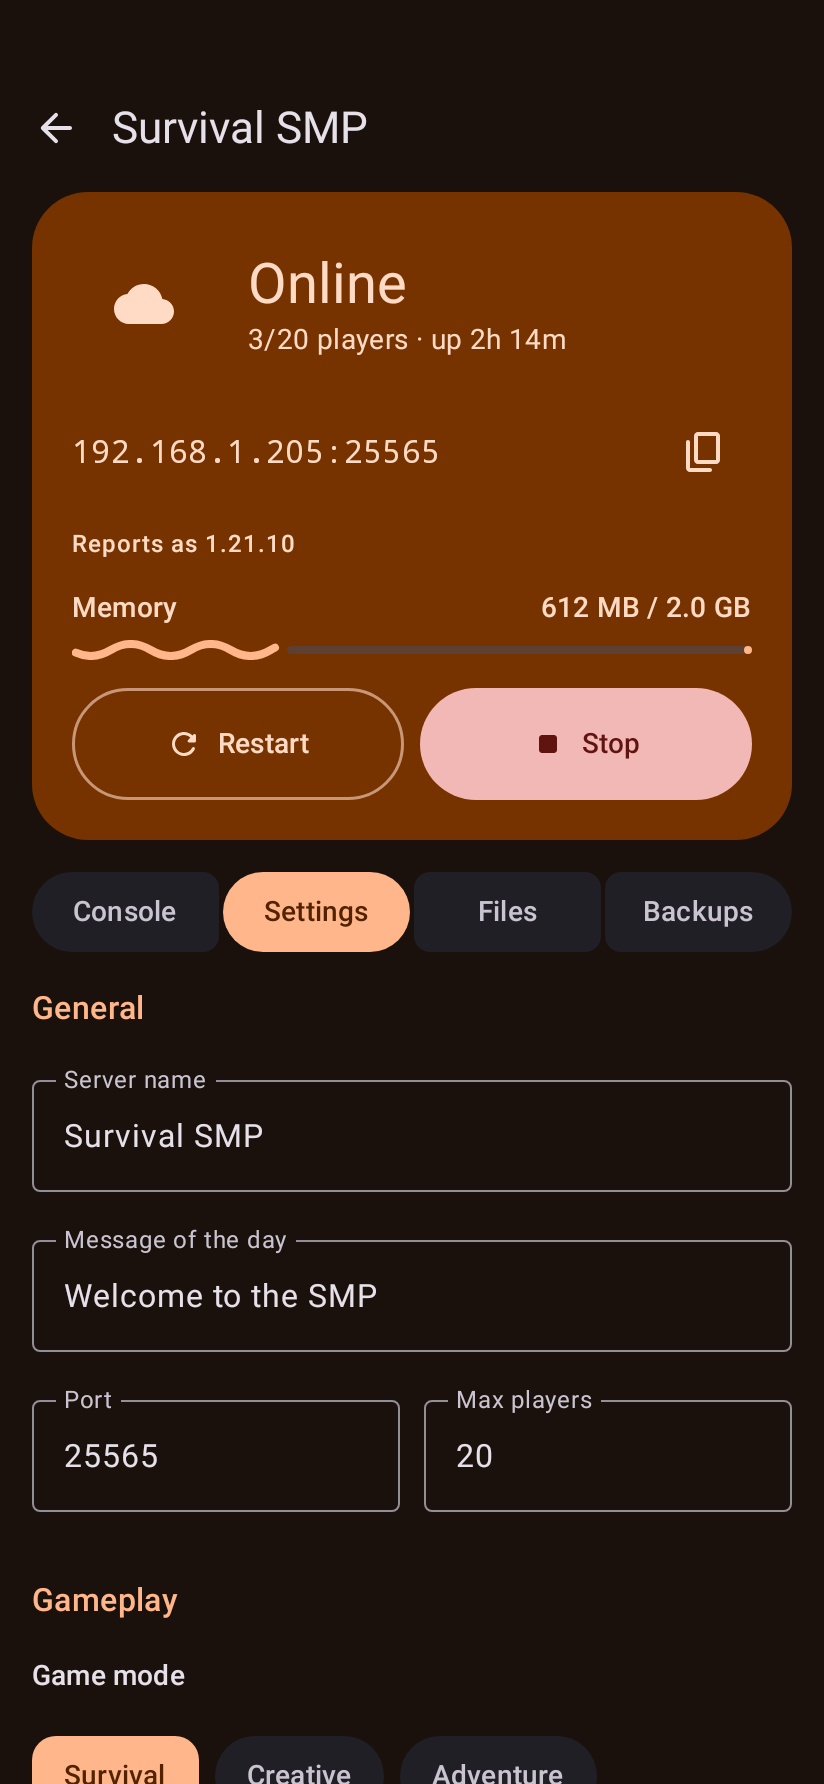 Survival SMP
Online
3/20 players · up 2h 14m
192.168.1.205:25565
Reports as 1.21.10
Memory 612 MB / 2.0 GB
Restart Stop
Console Settings Files Backups
General
Server name
Survival SMP
Message of the day
Welcome to the SMP
Port Max players
25565 20
Gameplay
Game mode
Survival Creative Adventure